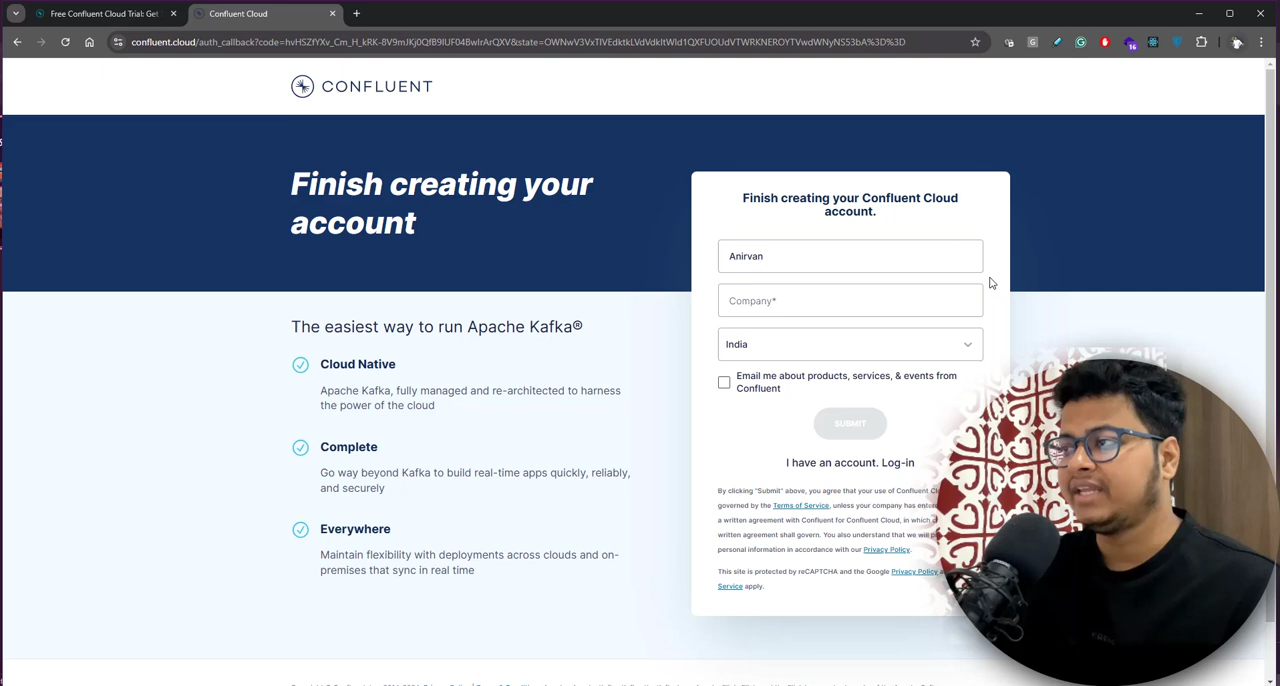 Free Confluent Cloud Trial: Get
Confluent Cloud
confluent.cloud/auth_callback?code=
16
CONFLUENT
Finish creating your
account
Finish creating your Confluent Cloud
account.
Anirvan
Company*
India
Email me about products, services, & events from
Confluent
SUBMIT
I have an account. Log-in
By clicking "Submit" above, you agree that your use of Confluent
governed by the Terms of Service, unless your company has
a written agreement with Confluent for Confluent Cloud, in which
written agreement shall govern. You also understand that we will
personal information in accordance with our Privacy Policy.
This site is protected by reCAPTCHA and the Google Privacy Policy
Service apply.
The easiest way to run Apache Kafka®
Cloud Native
Apache Kafka, fully managed and re-architected to harness
the power of the cloud
Complete
Go way beyond Kafka to build real-time apps quickly, reliably,
and securely
Everywhere
Maintain flexibility with deployments across clouds and on-
premises that sync in real time